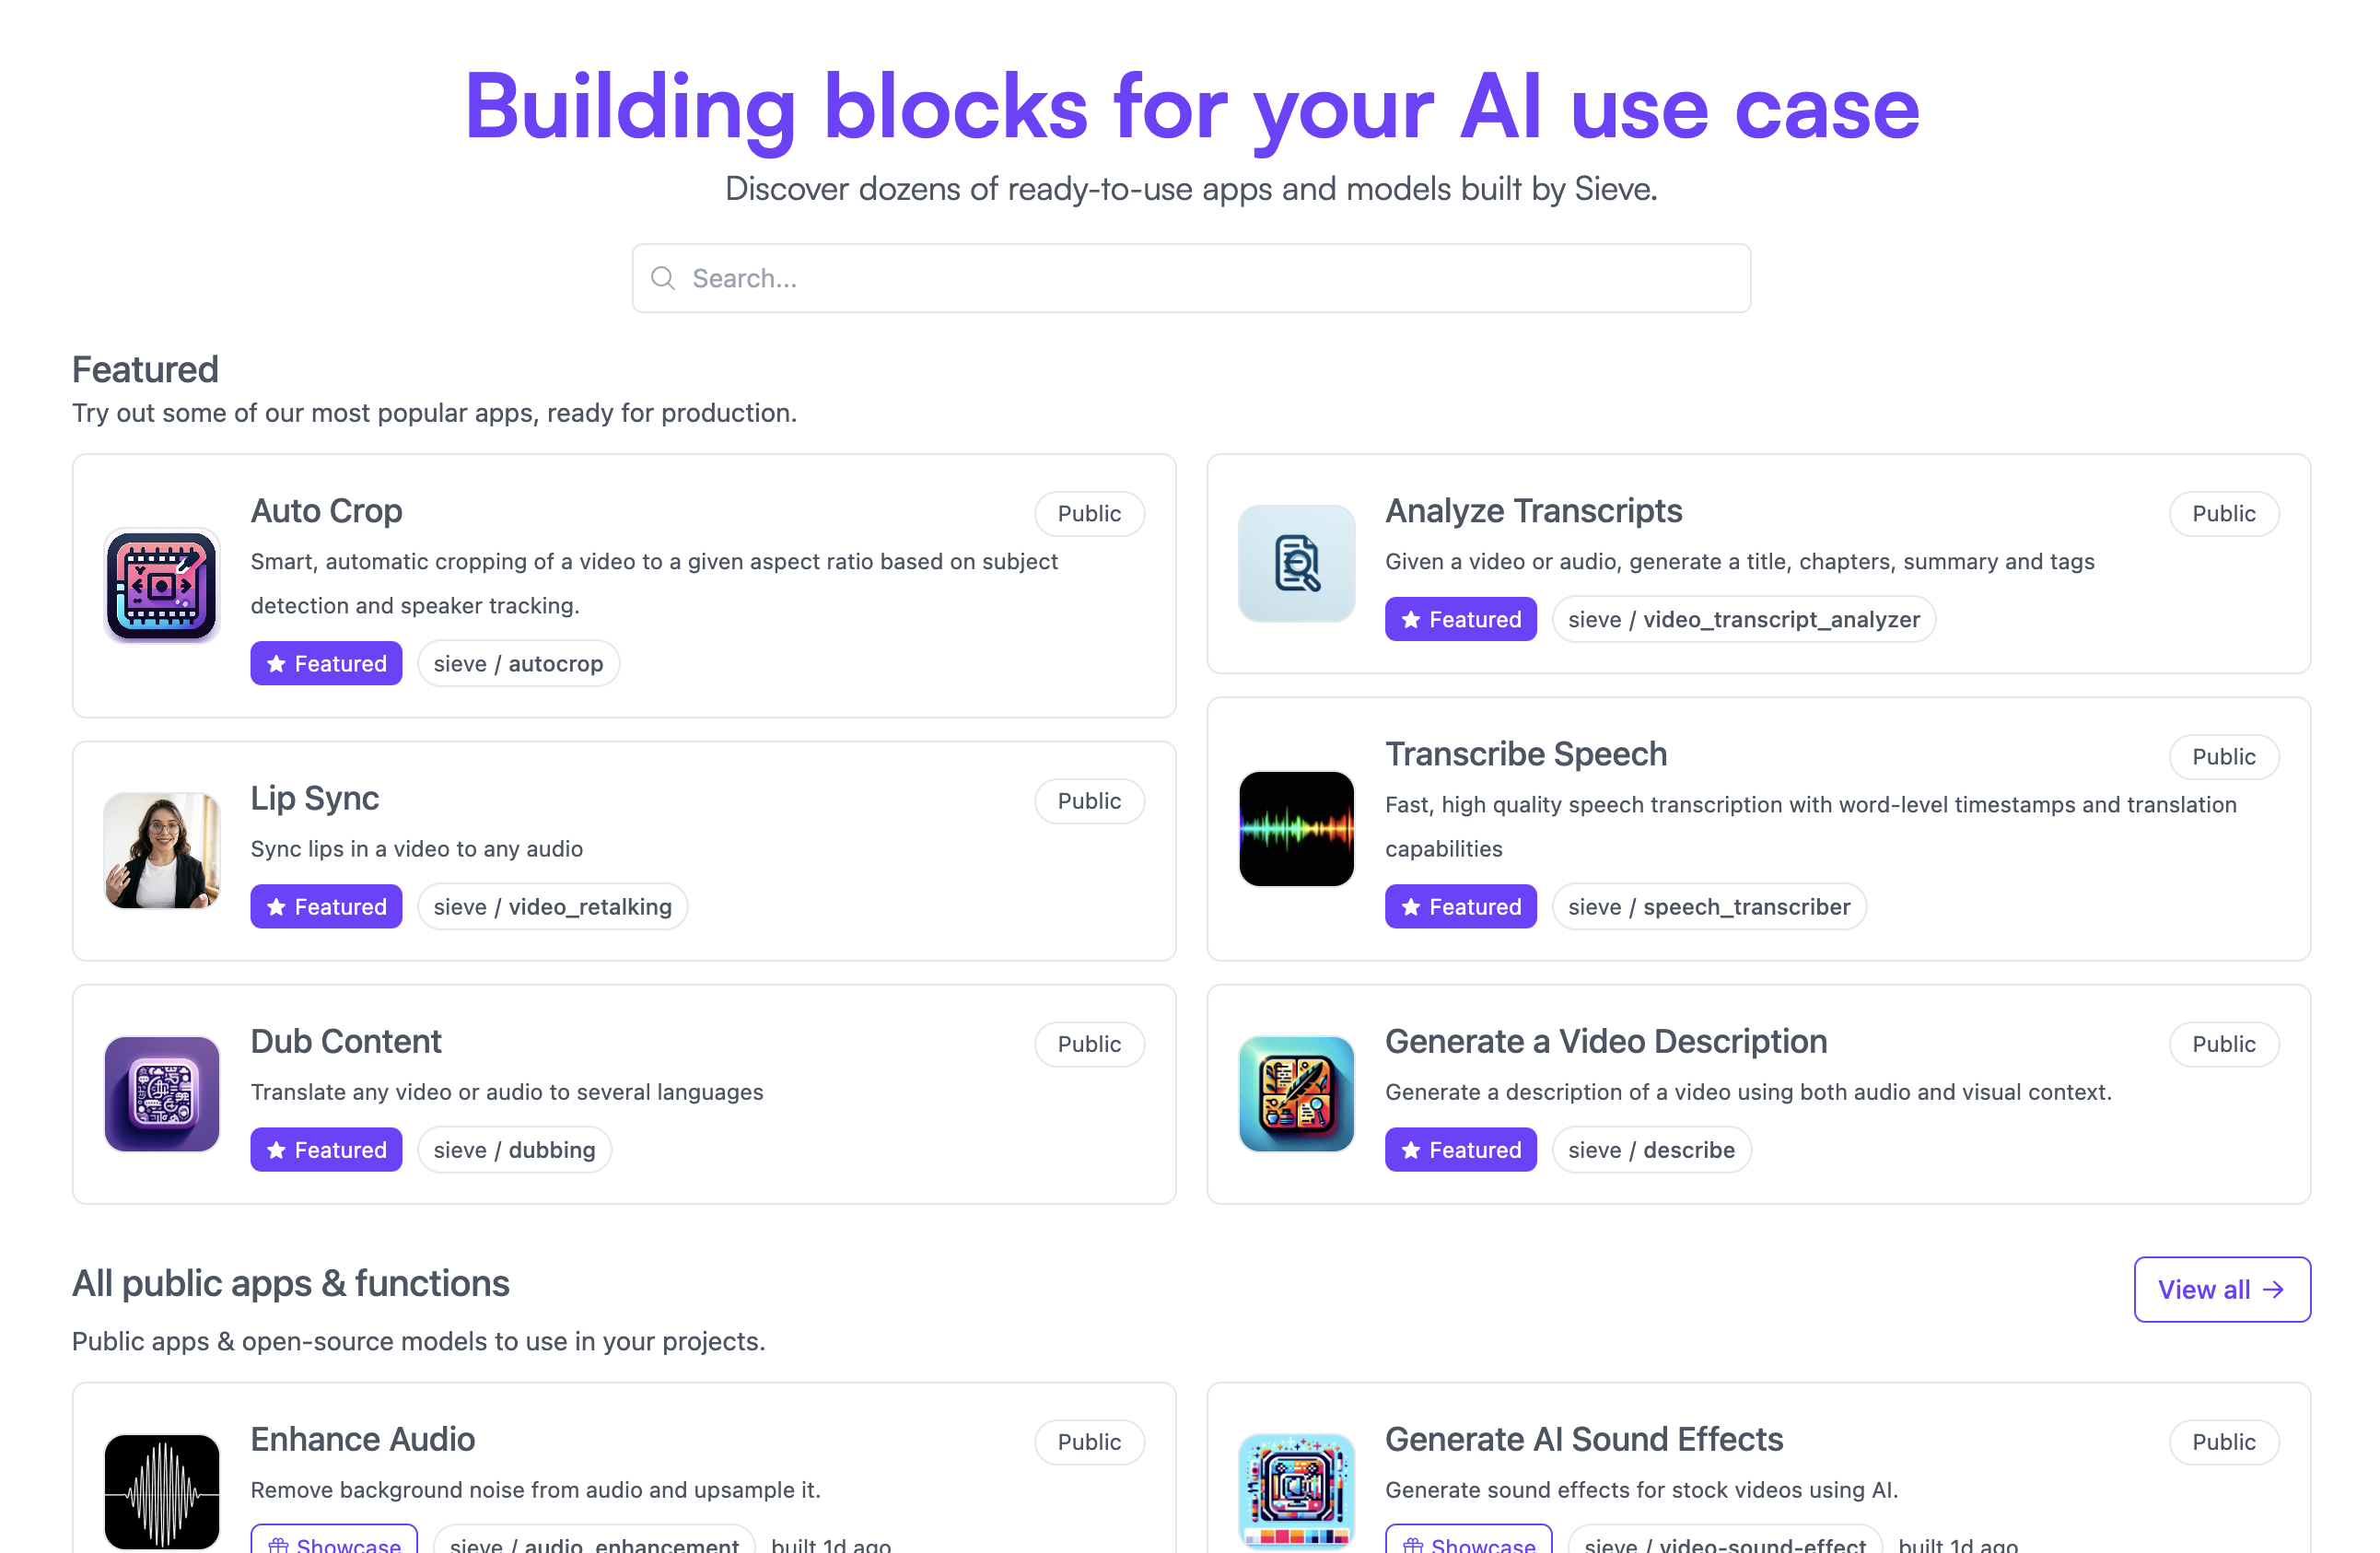 Building blocks for your AI use case
Discover dozens of ready-to-use apps and models built by Sieve.
Search...
Featured
Try out some of our most popular apps, ready for production.
Auto Crop
Public
Smart, automatic cropping of a video to a given aspect ratio based on subject
detection and speaker tracking.
Featured
sieve / autocrop
Analyze Transcripts
Public
Given a video or audio, generate a title, chapters, summary and tags
Featured
sieve / video_transcript_analyzer
Lip Sync
Public
Sync lips in a video to any audio
Featured
sieve / video_retalking
Transcribe Speech
Public
Fast, high quality speech transcription with word-level timestamps and translation
capabilities
Featured
sieve / speech_transcriber
Dub Content
Public
Translate any video or audio to several languages
Featured
sieve / dubbing
Generate a Video Description
Public
Generate a description of a video using both audio and visual context.
Featured
sieve / describe
All public apps & functions
View all →
Public apps & open-source models to use in your projects.
Enhance Audio
Public
Remove background noise from audio and upsample it.
Showcase
sieve / audio_enhancement
built 1d ago
Generate AI Sound Effects
Public
Generate sound effects for stock videos using AI.
Showcase
sieve / video-sound-effect
built 1d ago